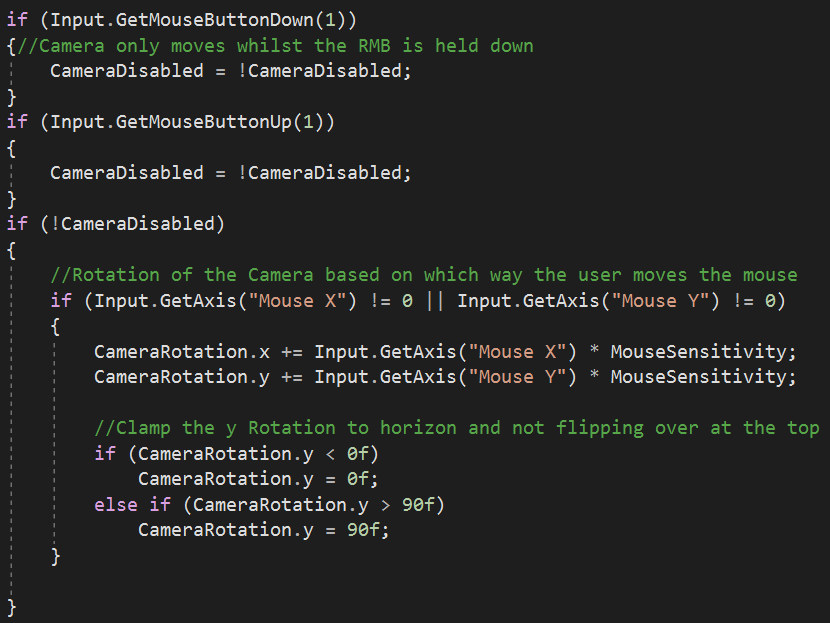 if (Input.GetMouseButtonDown(1))
{//Camera only moves whilst the RMB is held down
    CameraDisabled = !CameraDisabled;
}
if (Input.GetMouseButtonUp(1))
{
    CameraDisabled = !CameraDisabled;
}
if (!CameraDisabled)
{
    //Rotation of the Camera based on which way the user moves the mouse
    if (Input.GetAxis("Mouse X") != 0 || Input.GetAxis("Mouse Y") != 0)
    {
        CameraRotation.x += Input.GetAxis("Mouse X") * MouseSensitivity;
        CameraRotation.y += Input.GetAxis("Mouse Y") * MouseSensitivity;

        //Clamp the y Rotation to horizon and not flipping over at the top
        if (CameraRotation.y < 0f)
            CameraRotation.y = 0f;
        else if (CameraRotation.y > 90f)
            CameraRotation.y = 90f;
    }

}